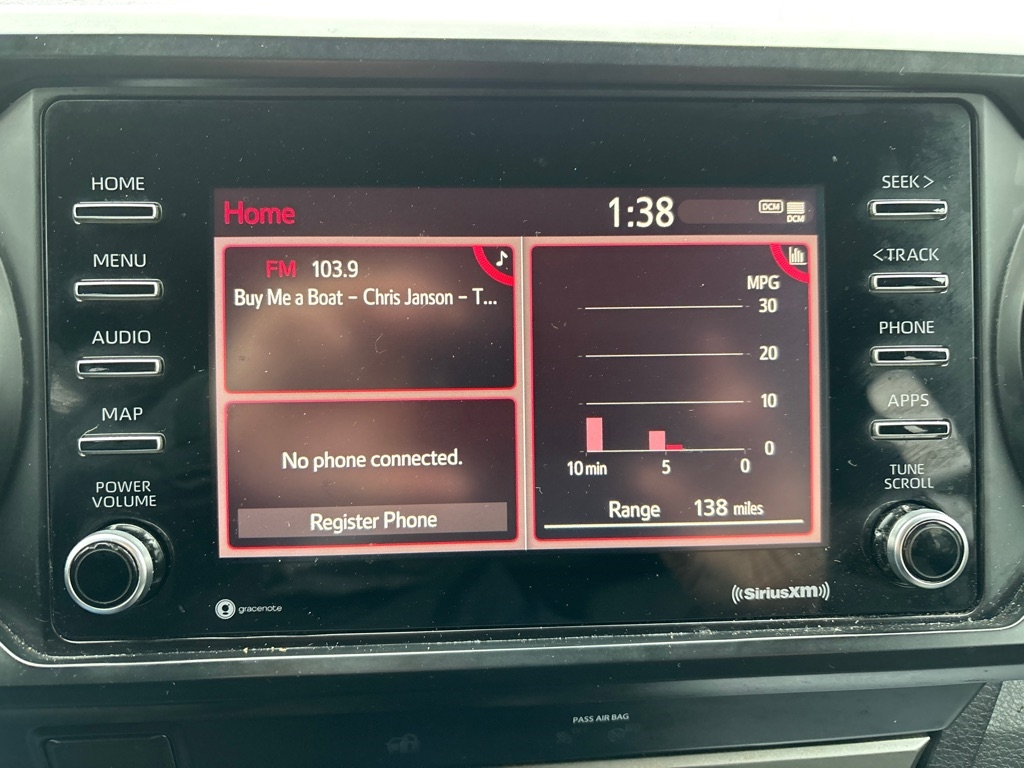 HOME
MENU
AUDIO
MAP
POWER
VOLUME
Home
1:38
DCM
DCM
FM 103.9
Buy Me a Boat – Chris Janson – T...
No phone connected.
Register Phone
MPG
30
20
10
0
10 min 5 0
Range 138 miles
SEEK >
< TRACK
PHONE
APPS
TUNE
SCROLL
gracenote
((SiriusXM))
PASS AIR BAG